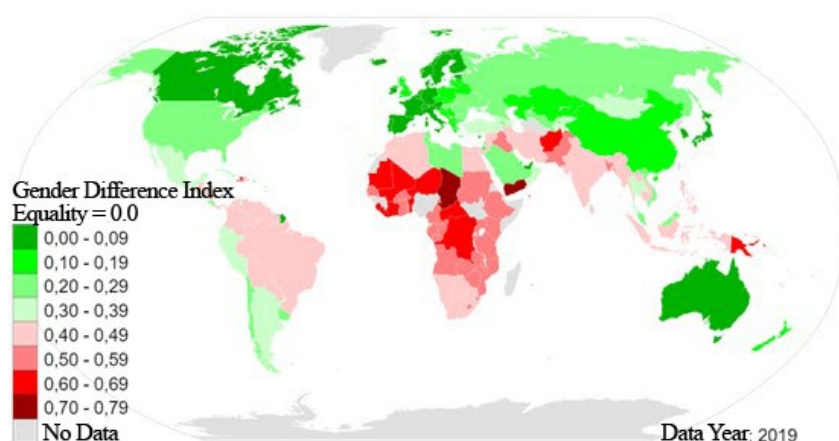 Gender Difference Index
Equality = 0.0
0,00 - 0,09
0,10 - 0,19
0,20 - 0,29
0,30 - 0,39
0,40 - 0,49
0,50 - 0,59
0,60 - 0,69
0,70 - 0,79
No Data
Data Year: 2019